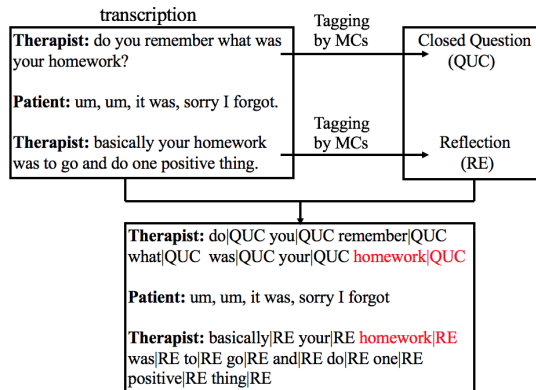 transcription
Therapist: do you remember what was
your homework?
Patient: um, um, it was, sorry I forgot.
Therapist: basically your homework
was to go and do one positive thing.
Tagging
by MCs
Tagging
by MCs
Closed Question
(QUC)
Reflection
(RE)
Therapist: do|QUC you|QUC remember|QUC
what|QUC was|QUC your|QUC homework|QUC
Patient: um, um, it was, sorry I forgot
Therapist: basically|RE your|RE homework|RE
was|RE to|RE go|RE and|RE do|RE one|RE
positive|RE thing|RE